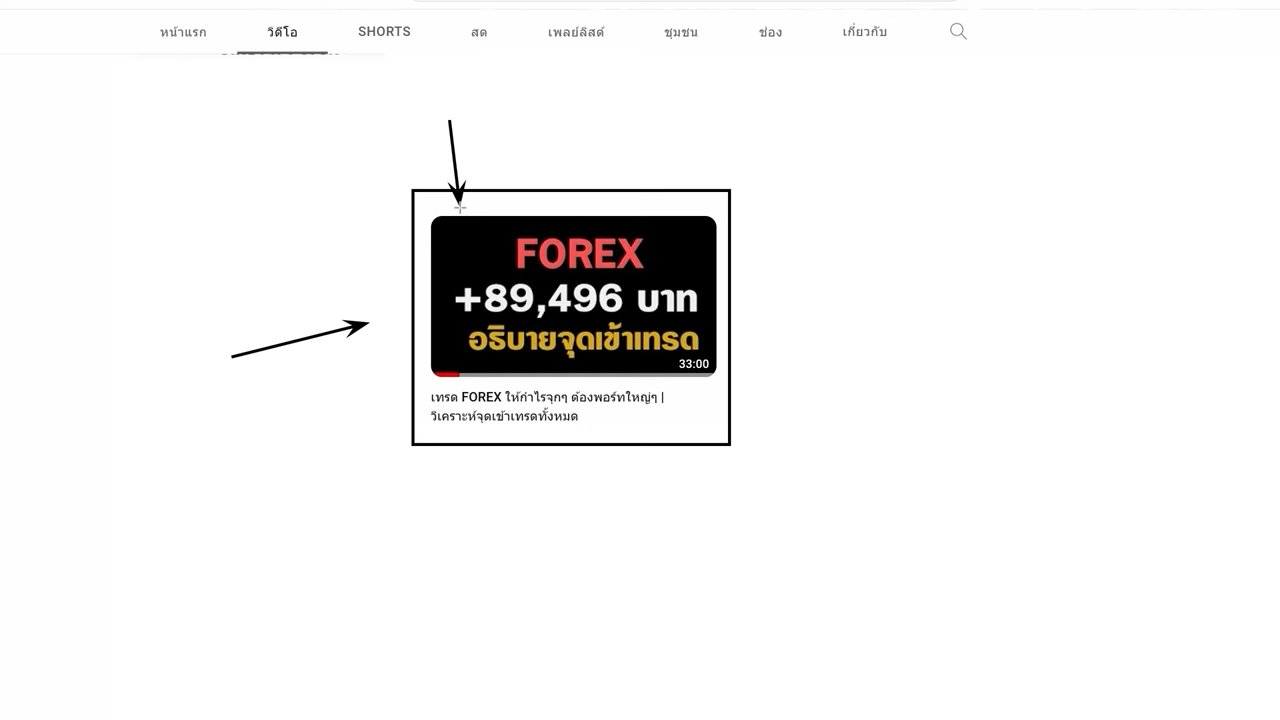 หน้าแรก วิดีโอ SHORTS สด เพลย์ลิสต์ ชุมชน ช่อง เกี่ยวกับ
FOREX
+89,496 บาท
อธิบายจุดเข้าเทรด
33:00
เทรด FOREX ให้กำไรจุกๆ ต้องพอร์ทใหญ่ๆ |
วิเคราะห์จุดเข้าเทรดทั้งหมด